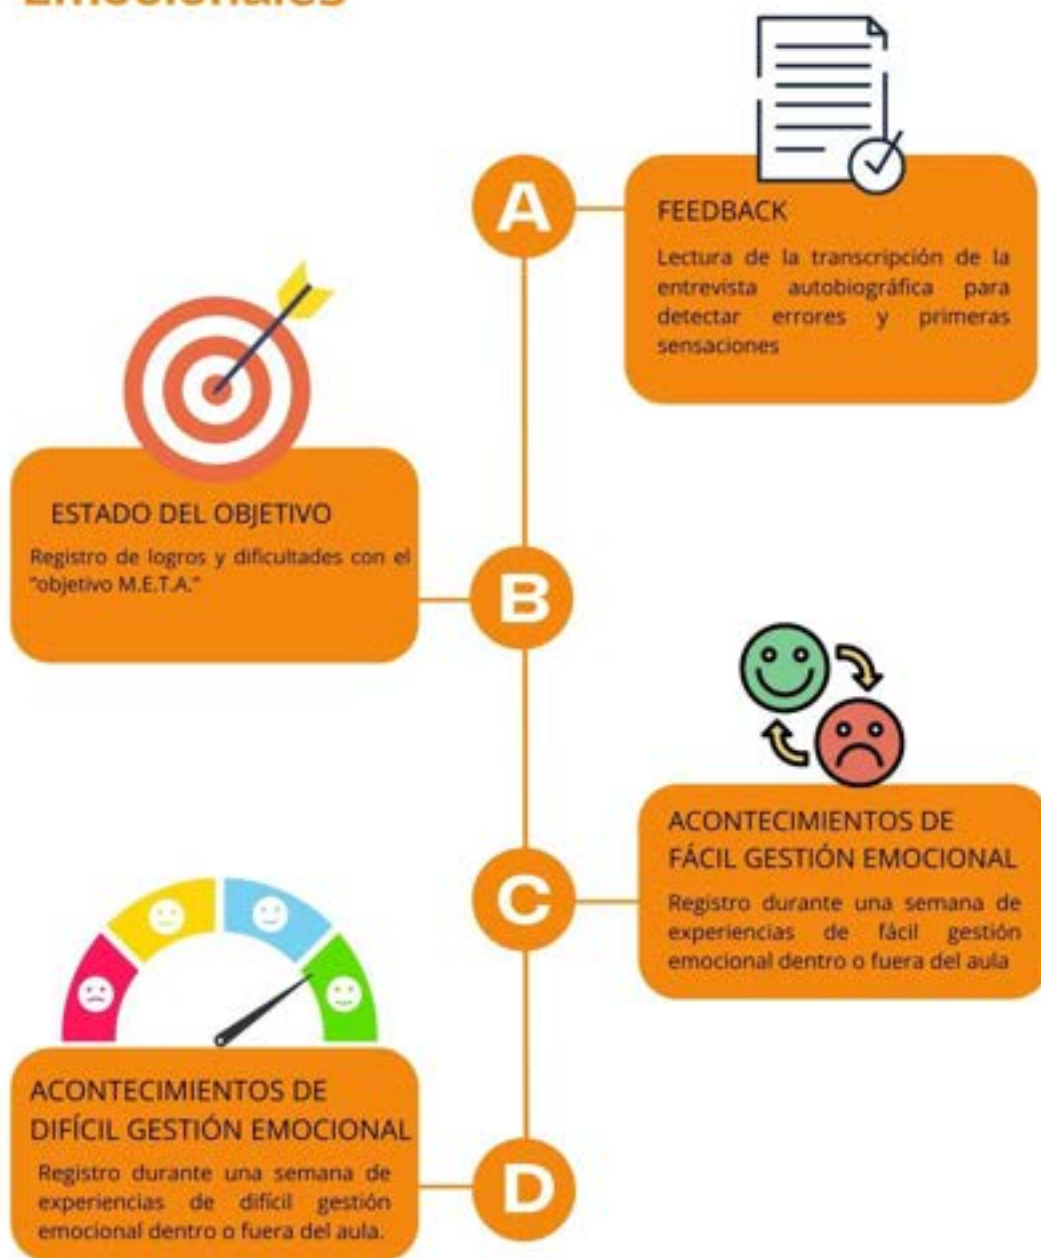 Emocionales
A
FEEDBACK
Lectura de la transcripción de la
entrevista autobiográfica para
detectar errores y primeras
sensaciones
ESTADO DEL OBJETIVO
Registro de logros y dificultades con el
"objetivo M.E.T.A."
B
C
ACONTECIMIENTOS DE
FÁCIL GESTIÓN EMOCIONAL
Registro durante una semana de
experiencias de fácil gestión
emocional dentro o fuera del aula
ACONTECIMIENTOS DE
DIFÍCIL GESTIÓN EMOCIONAL
Registro durante una semana de
experiencias de difícil gestión
emocional dentro o fuera del aula.
D